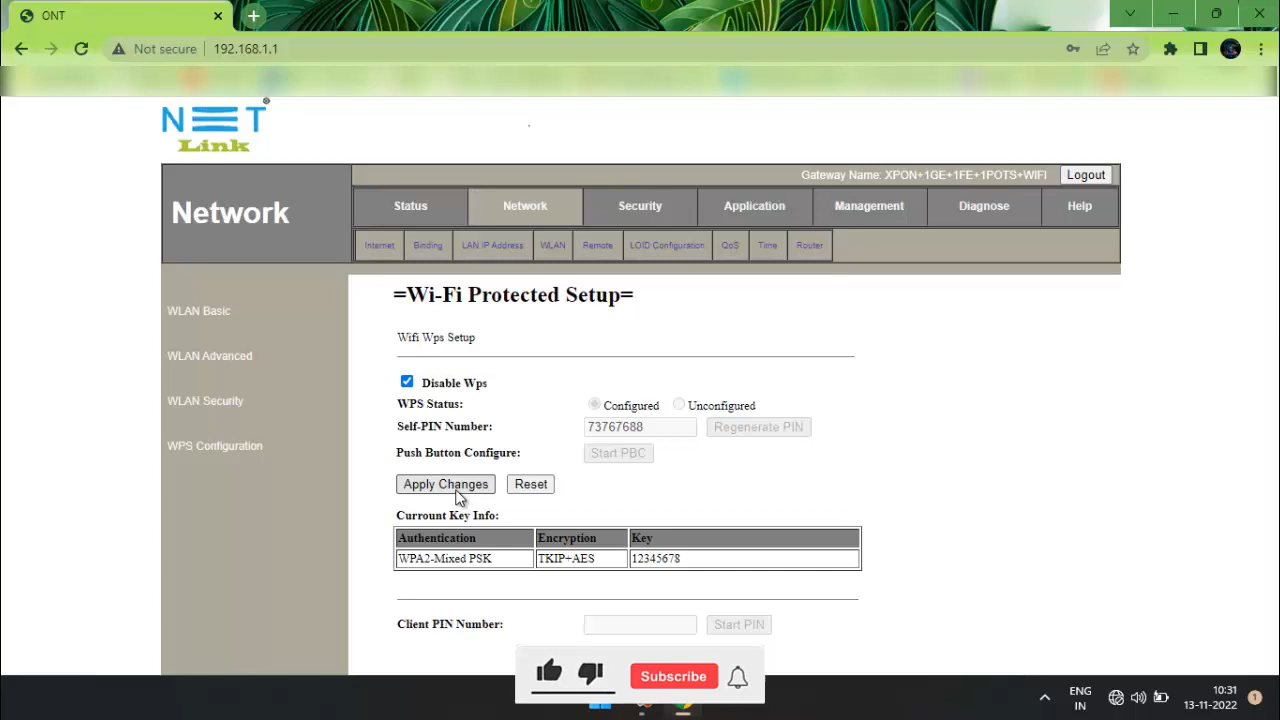 ONT
Not secure 192.168.1.1
NET
Link
Gateway Name: XPON+1GE+1FE+1POTS+WIFI Logout
Network
Status Network Security Application Management Diagnose Help
Internet Binding LAN IP Address WLAN Remote LOID Configuration QoS Time Router
WLAN Basic
WLAN Advanced
WLAN Security
WPS Configuration
=Wi-Fi Protected Setup=
Wifi Wps Setup
Disable Wps
WPS Status: Configured Unconfigured
Self-PIN Number: 73767688 Regenerate PIN
Push Button Configure: Start PBC
Apply Changes Reset
Currount Key Info:
Authentication Encryption Key
WPA2-Mixed PSK TKIP+AES 12345678
Client PIN Number: Start PIN
Subscribe
ENG
IN
10:31
13-11-2022
1